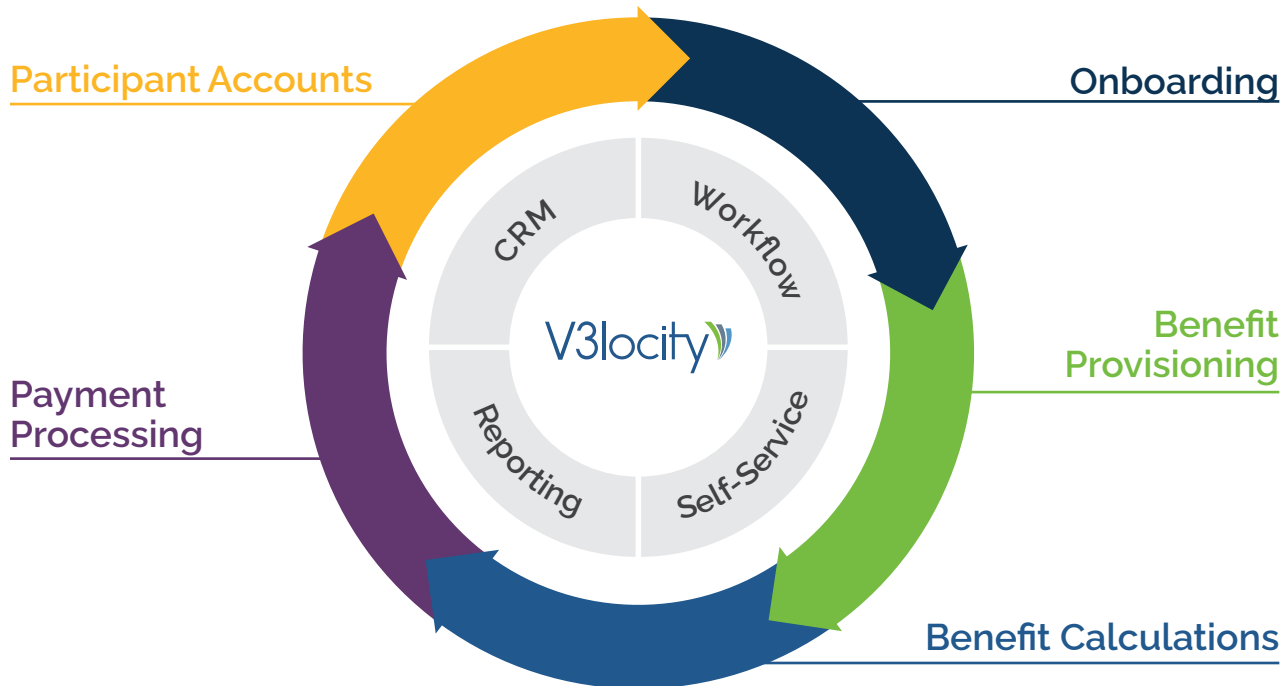 Participant Accounts
Onboarding
CRM
Workflow
V3locity
Benefit
Provisioning
Payment
Processing
Reporting
Self-Service
Benefit Calculations